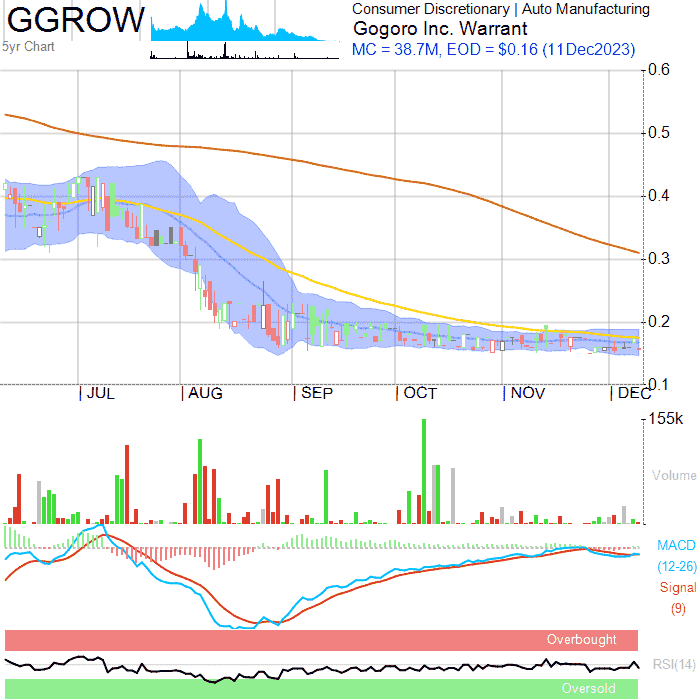 GGROW
5yr Chart
Consumer Discretionary | Auto Manufacturing
Gogoro Inc. Warrant
MC = 38.7M, EOD = $0.16 (11Dec2023)
0.6
0.5
0.4
0.3
0.2
0.1
JUL AUG SEP OCT NOV DEC
155k
Volume
MACD
(12-26)
Signal
(9)
Overbought
RSI(14)
Oversold